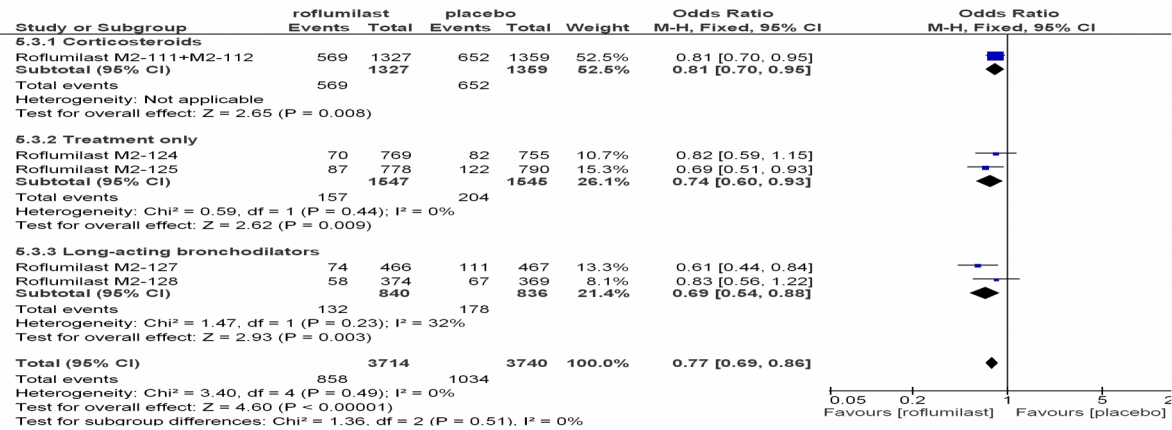 roflumilast placebo Odds Ratio Odds Ratio
Study or Subgroup Events Total Events Total Weight M-H, Fixed, 95% CI M-H, Fixed, 95% CI
5.3.1 Corticosteroids
Roflumilast M2-111+M2-112 569 1327 652 1359 52.5% 0.81 [0.70, 0.95]
Subtotal (95% CI) 1327 1359 52.5% 0.81 [0.70, 0.95]
Total events 569 652
Heterogeneity: Not applicable
Test for overall effect: Z = 2.65 (P = 0.008)
5.3.2 Treatment only
Roflumilast M2-124 70 769 82 755 10.7% 0.82 [0.59, 1.15]
Roflumilast M2-125 87 778 122 790 15.3% 0.69 [0.51, 0.93]
Subtotal (95% CI) 1547 1545 26.1% 0.74 [0.60, 0.93]
Total events 157 204
Heterogeneity: Chi² = 0.59, df = 1 (P = 0.44); I² = 0%
Test for overall effect: Z = 2.62 (P = 0.009)
5.3.3 Long-acting bronchodilators
Roflumilast M2-127 74 466 111 467 13.3% 0.61 [0.44, 0.84]
Roflumilast M2-128 58 374 67 369 8.1% 0.83 [0.56, 1.22]
Subtotal (95% CI) 840 836 21.4% 0.69 [0.54, 0.88]
Total events 132 178
Heterogeneity: Chi² = 1.47, df = 1 (P = 0.23); I² = 32%
Test for overall effect: Z = 2.93 (P = 0.003)
Total (95% CI) 3714 3740 100.0% 0.77 [0.69, 0.86]
Total events 858 1034
Heterogeneity: Chi² = 3.40, df = 4 (P = 0.49); I² = 0%
Test for overall effect: Z = 4.60 (P < 0.00001)
Test for subgroup differences: Chi² = 1.36, df = 2 (P = 0.51), I² = 0%
0.05 0.2 1 5 2
Favours [roflumilast] Favours [placebo]